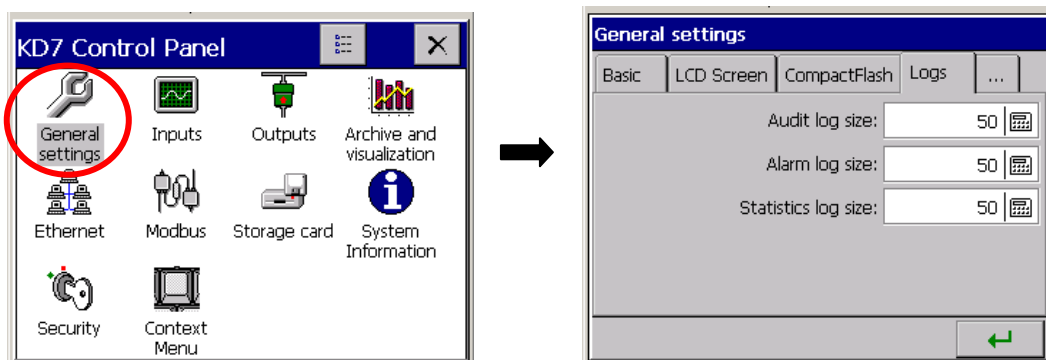 KD7 Control Panel
General
settings
Inputs
Outputs
Archive and
visualization
Ethernet
Modbus
Storage card
System
Information
Security
Context
Menu
General settings
Basic
LCD Screen
CompactFlash
Logs
...
Audit log size: 50
Alarm log size: 50
Statistics log size: 50